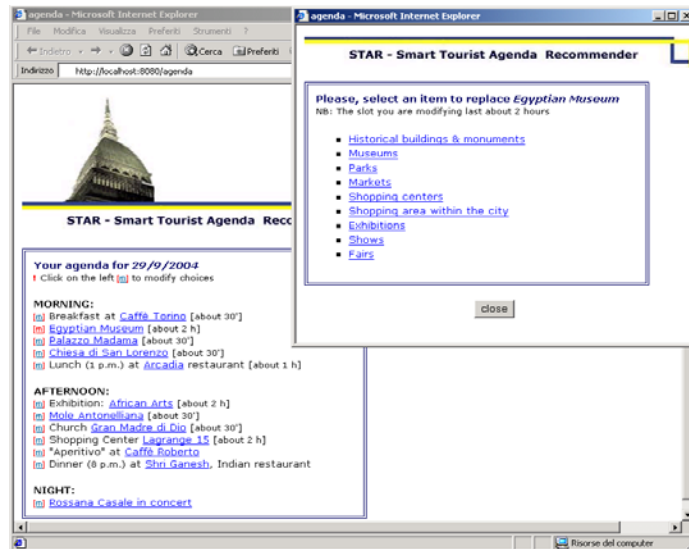 agenda - Microsoft Internet Explorer
File Modifica Visualizza Preferiti Strumenti ?
Indietro Cerca Preferiti
Indirizzo http://localhost:8080/agenda
STAR - Smart Tourist Agenda Reco
Your agenda for 29/9/2004
! Click on the left [m] to modify choices
MORNING:
[m] Breakfast at Caffè Torino [about 30']
[m] Egyptian Museum [about 2 h]
[m] Palazzo Madama [about 30']
[m] Chiesa di San Lorenzo [about 30']
[m] Lunch (1 p.m.) at Arcadia restaurant [about 1 h]
AFTERNOON:
[m] Exhibition: African Arts [about 2 h]
[m] Mole Antonelliana [about 30']
[m] Church Gran Madre di Dio [about 30']
[m] Shopping Center Lagrange 15 [about 2 h]
[m] "Aperitivo" at Caffè Roberto
[m] Dinner (8 p.m.) at Shri Ganesh, Indian restaurant
NIGHT:
[m] Rossana Casale in concert
agenda - Microsoft Internet Explorer
STAR - Smart Tourist Agenda Recommender
Please, select an item to replace Egyptian Museum
NB: The slot you are modifying last about 2 hours
Historical buildings & monuments
Museums
Parks
Markets
Shopping centers
Shopping area within the city
Exhibitions
Shows
Fairs
close
Risorse del computer